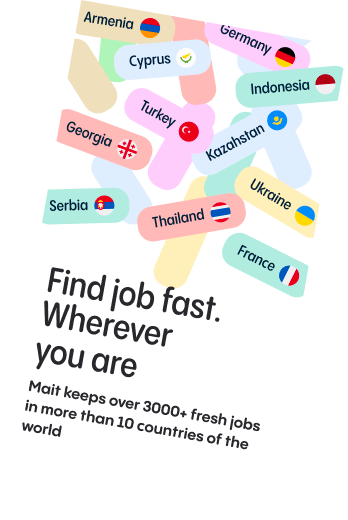 Armenia
Germany
Cyprus
Indonesia
Turkey
Georgia
Kazahstan
Ukraine
Serbia
Thailand
France
Find job fast.
Wherever
you are
Mait keeps over 3000+ fresh jobs
in more than 10 countries of the
world